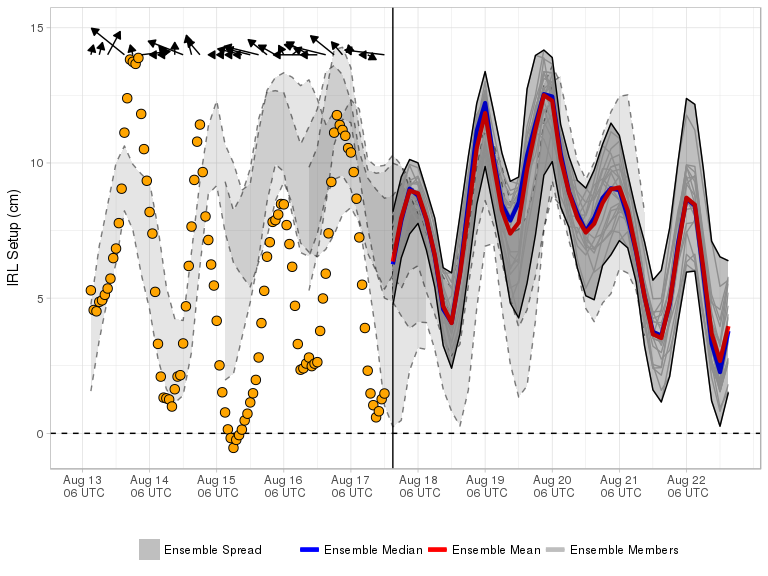 15
10
5
0
IRL Setup (cm)
Aug 13 Aug 14 Aug 15 Aug 16 Aug 17 Aug 18 Aug 19 Aug 20 Aug 21 Aug 22
06 UTC 06 UTC 06 UTC 06 UTC 06 UTC 06 UTC 06 UTC 06 UTC 06 UTC 06 UTC
Ensemble Spread Ensemble Median Ensemble Mean Ensemble Members